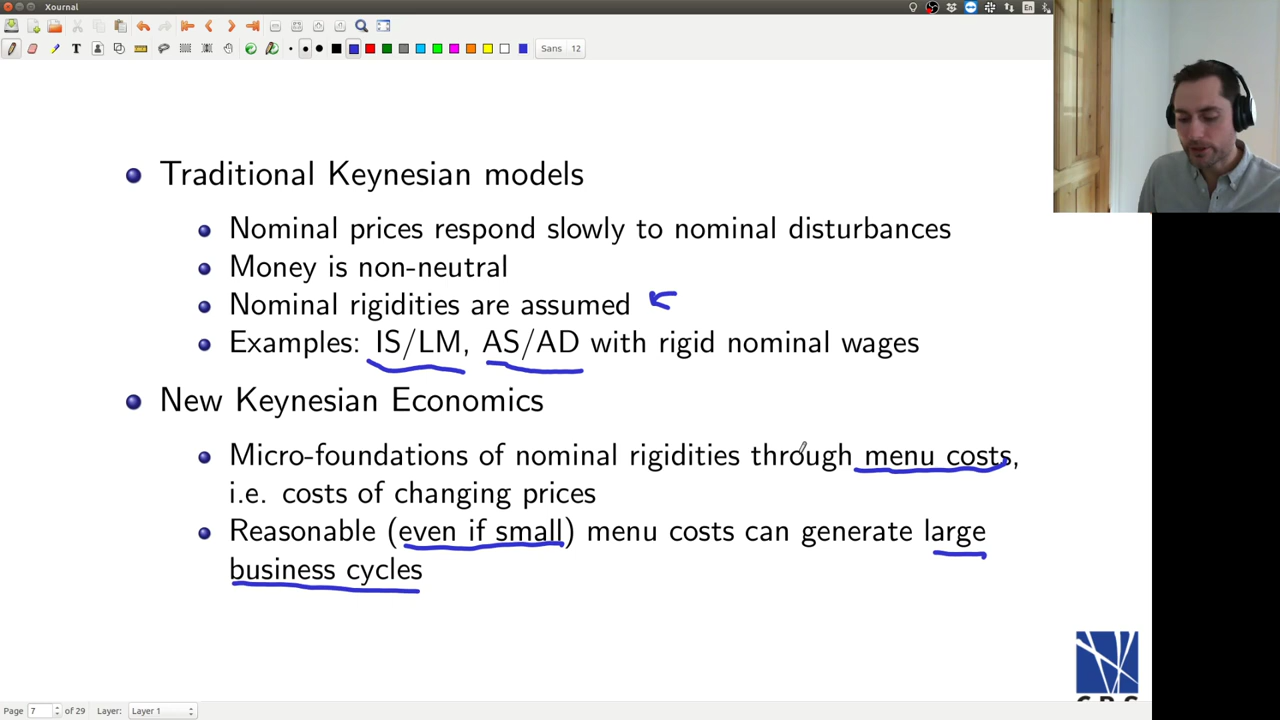 Xournal
En
Sans 12
Traditional Keynesian models
Nominal prices respond slowly to nominal disturbances
Money is non-neutral
Nominal rigidities are assumed
Examples: IS/LM, AS/AD with rigid nominal wages
New Keynesian Economics
Micro-foundations of nominal rigidities through menu costs,
i.e. costs of changing prices
Reasonable (even if small) menu costs can generate large
business cycles
Page 7 of 29 Layer: Layer 1